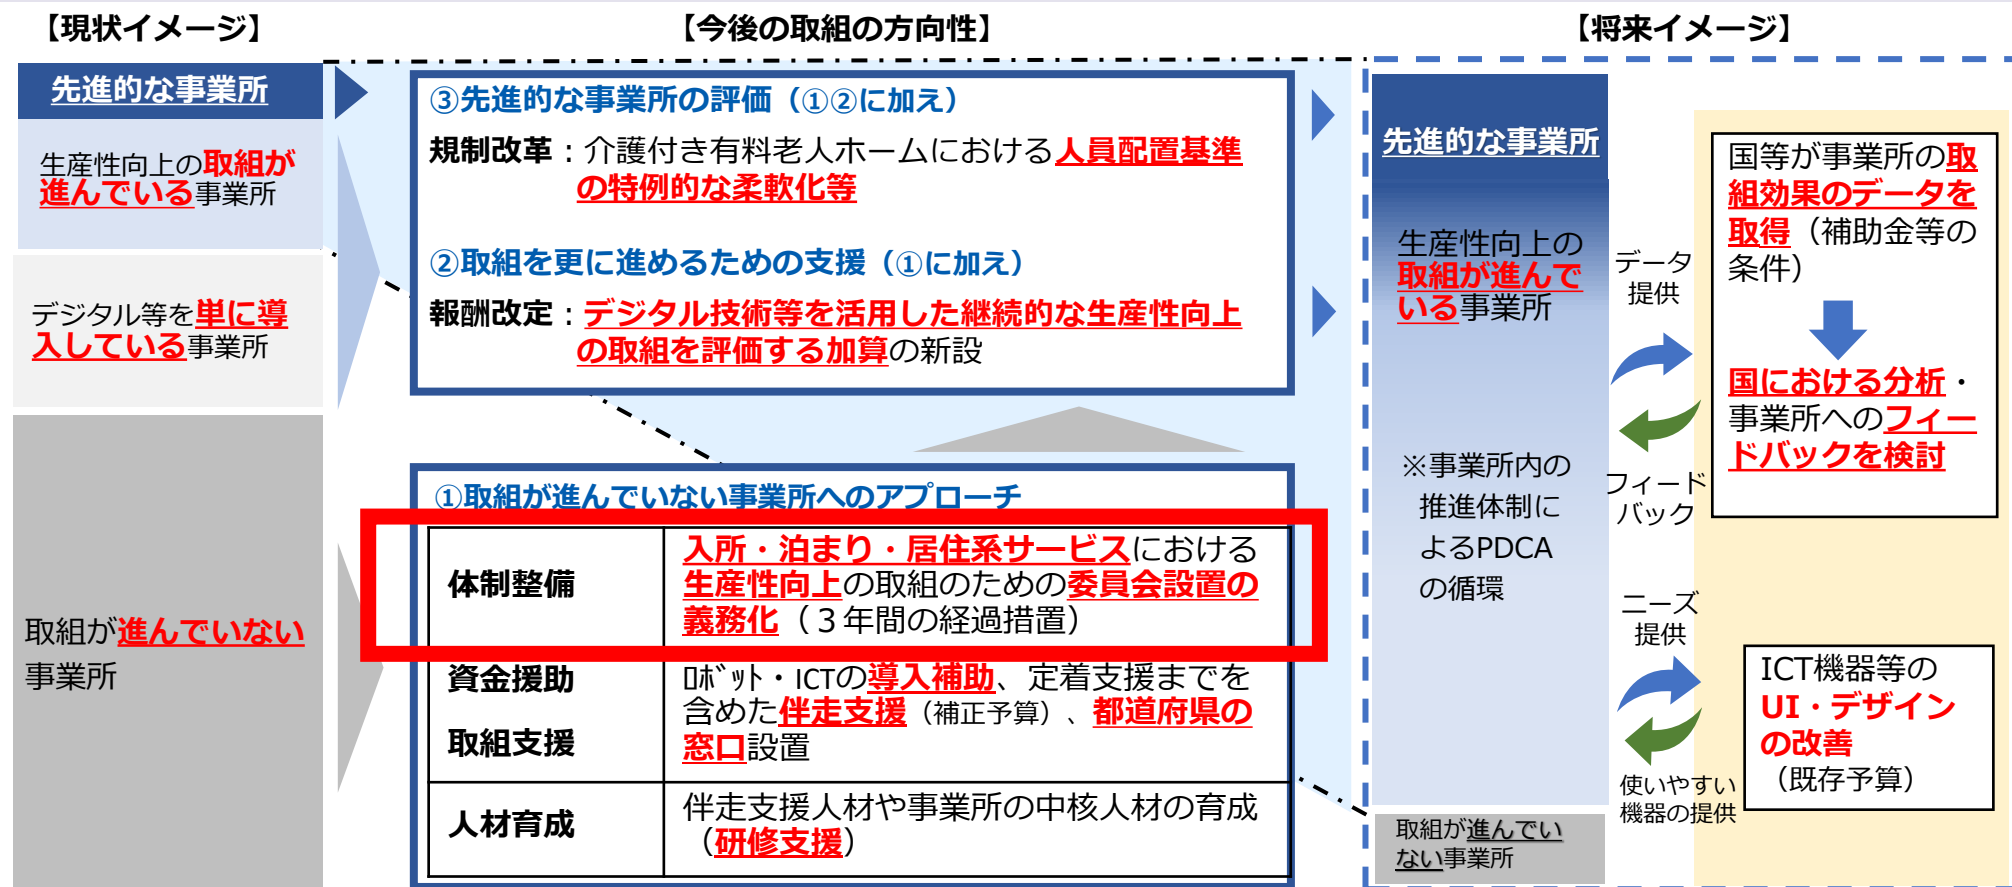 【現状イメージ】
【今後の取組の方向性】
【将来イメージ】
先進的な事業所
生産性向上の取組が
進んでいる事業所
デジタル等を単に導
入している事業所
取組が進んでいない
事業所
③先進的な事業所の評価（①②に加え）
規制改革：介護付き有料老人ホームにおける人員配置基準
の特例的な柔軟化等
②取組を更に進めるための支援（①に加え）
報酬改定：デジタル技術等を活用した継続的な生産性向上
の取組を評価する加算の新設
①取組が進んでいない事業所へのアプローチ
体制整備
入所・泊まり・居住系サービスにおける
生産性向上の取組のための委員会設置の
義務化（３年間の経過措置）
資金援助
取組支援
ﾛﾎﾞｯﾄ・ICTの導入補助、定着支援までを
含めた伴走支援（補正予算）、都道府県の
窓口設置
人材育成
伴走支援人材や事業所の中核人材の育成
（研修支援）
先進的な事業所
生産性向上の
取組が進んで
いる事業所
※事業所内の
推進体制に
よるPDCA
の循環
取組が進んでい
ない事業所
データ
提供
フィード
バック
ニーズ
提供
使いやすい
機器の提供
国等が事業所の取
組効果のデータを
取得（補助金等の
条件）
国における分析・
事業所へのフィー
ドバックを検討
ICT機器等の
UI・デザイン
の改善
（既存予算）